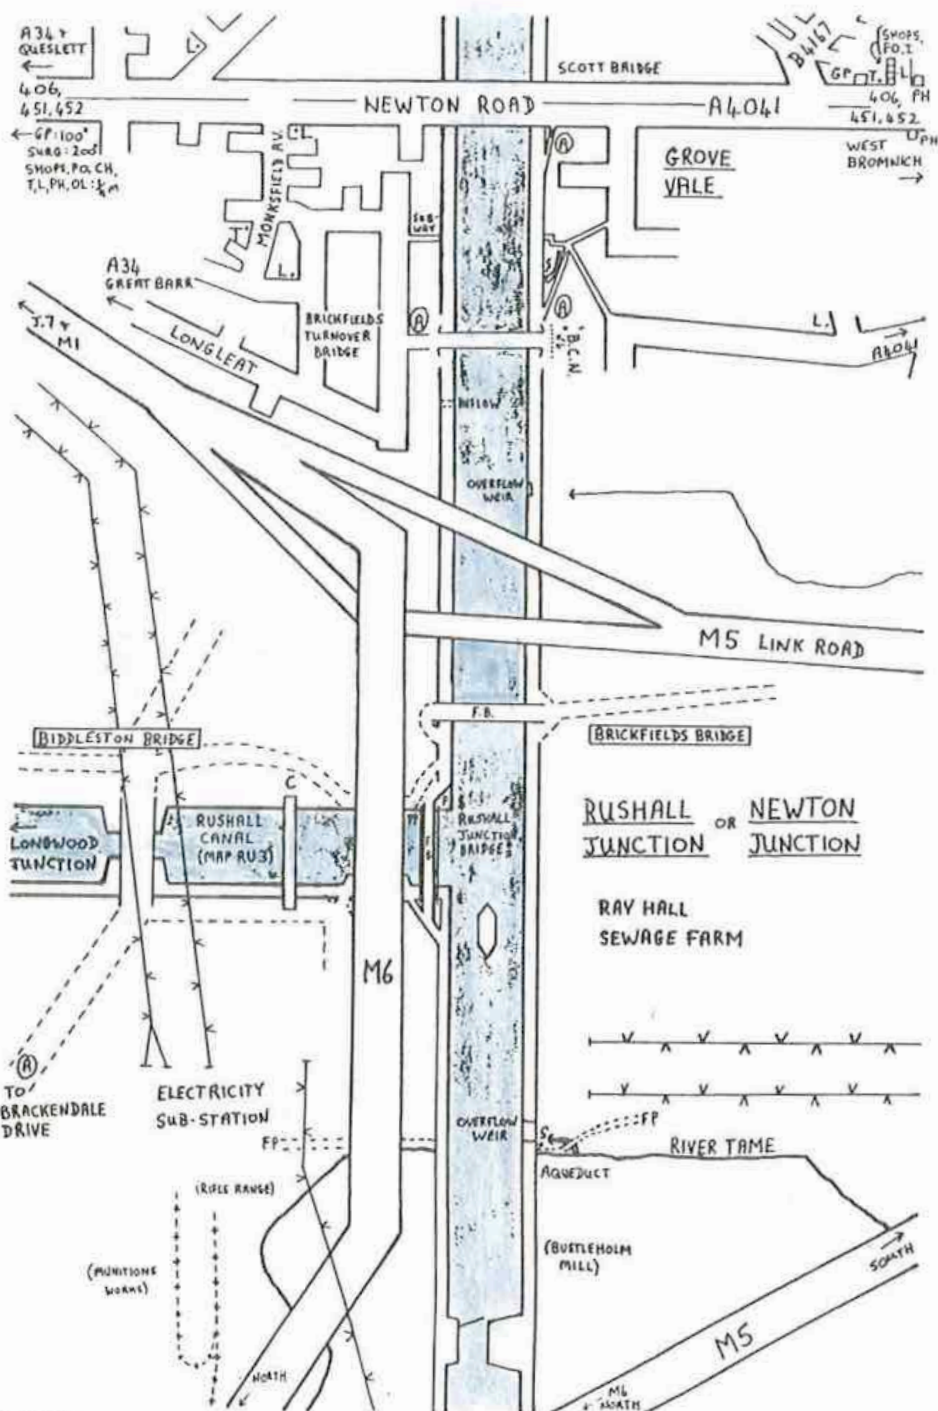 A34 &
QUESLETT
406,
451,452
GP:100ˣ
SURG:200ˣ
SHOPS, PO, CH,
T, L, PH, OL: ¼m
L.
SCOTT BRIDGE
NEWTON ROAD
A4041
B4167
SHOPS,
PO, T
GP
T.
L
PH
406,
451,452
PH
WEST
BROMWICH
GROVE
VALE
A
L.
MONKSFIELD AV.
T.
L.
SUB-
WAY
S
A34
GREAT BARR
J.7 &
M1
LONGLEAT
BRICKFIELDS
TURNOVER
BRIDGE
A
A
B.C.N.
L.
A4041
INFLOW
OVERFLOW
WEIR
M5 LINK ROAD
F.B.
BIDDLESTON BRIDGE
BRICKFIELDS BRIDGE
C
LONGWOOD
JUNCTION
RUSHALL
CANAL
(MAP RU3)
RUSHALL
JUNCTION
BRIDGE
RUSHALL
JUNCTION
OR
NEWTON
JUNCTION
RAY HALL
SEWAGE FARM
M6
A
TO
BRACKENDALE
DRIVE
ELECTRICITY
SUB-STATION
FP
OVERFLOW
WEIR
S
FP
RIVER TAME
AQUEDUCT
(RIFLE RANGE)
(MUNITIONS
WORKS)
(BUSTLEHOLM
MILL)
SOUTH
M5
NORTH
M6
NORTH